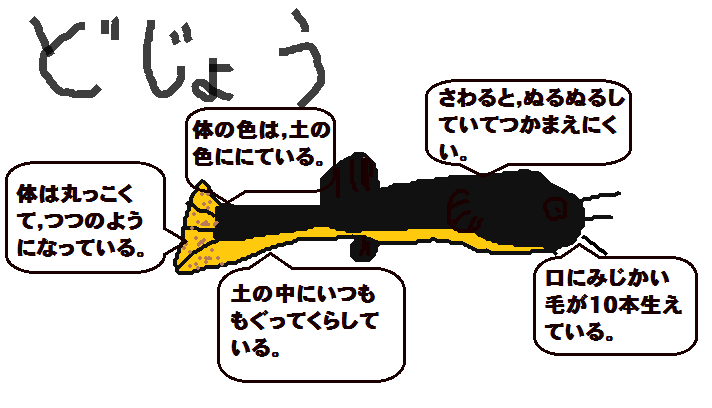 どじょう
体の色は,土の
色ににている。
さわると,ぬるぬるし
ていてつかまえにく
い。
体は丸っこく
て,つつのよう
になっている。
土の中にいつも
もぐってくらして
いる。
口にみじかい
毛が10本生え
ている。